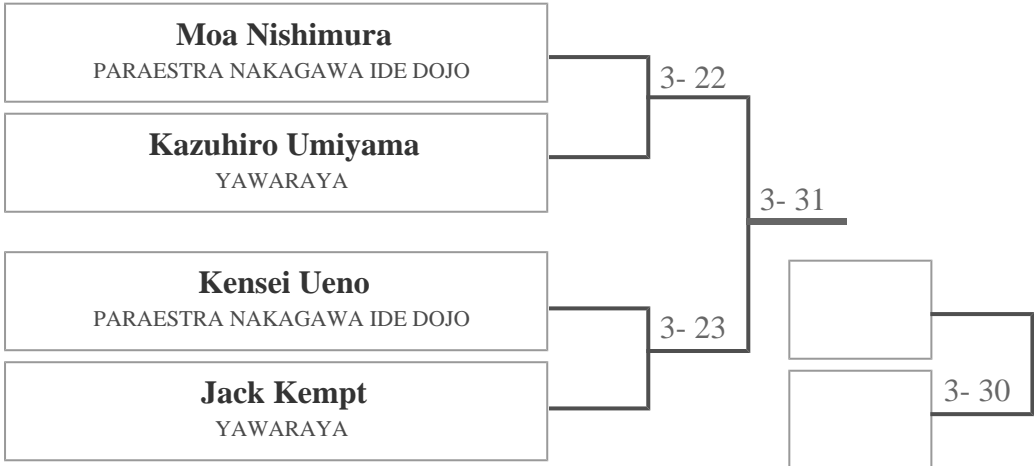 Moa Nishimura
PARAESTRA NAKAGAWA IDE DOJO
3- 22
Kazuhiro Umiyama
YAWARAYA
3- 31
Kensei Ueno
PARAESTRA NAKAGAWA IDE DOJO
3- 23
Jack Kempt
YAWARAYA
3- 30